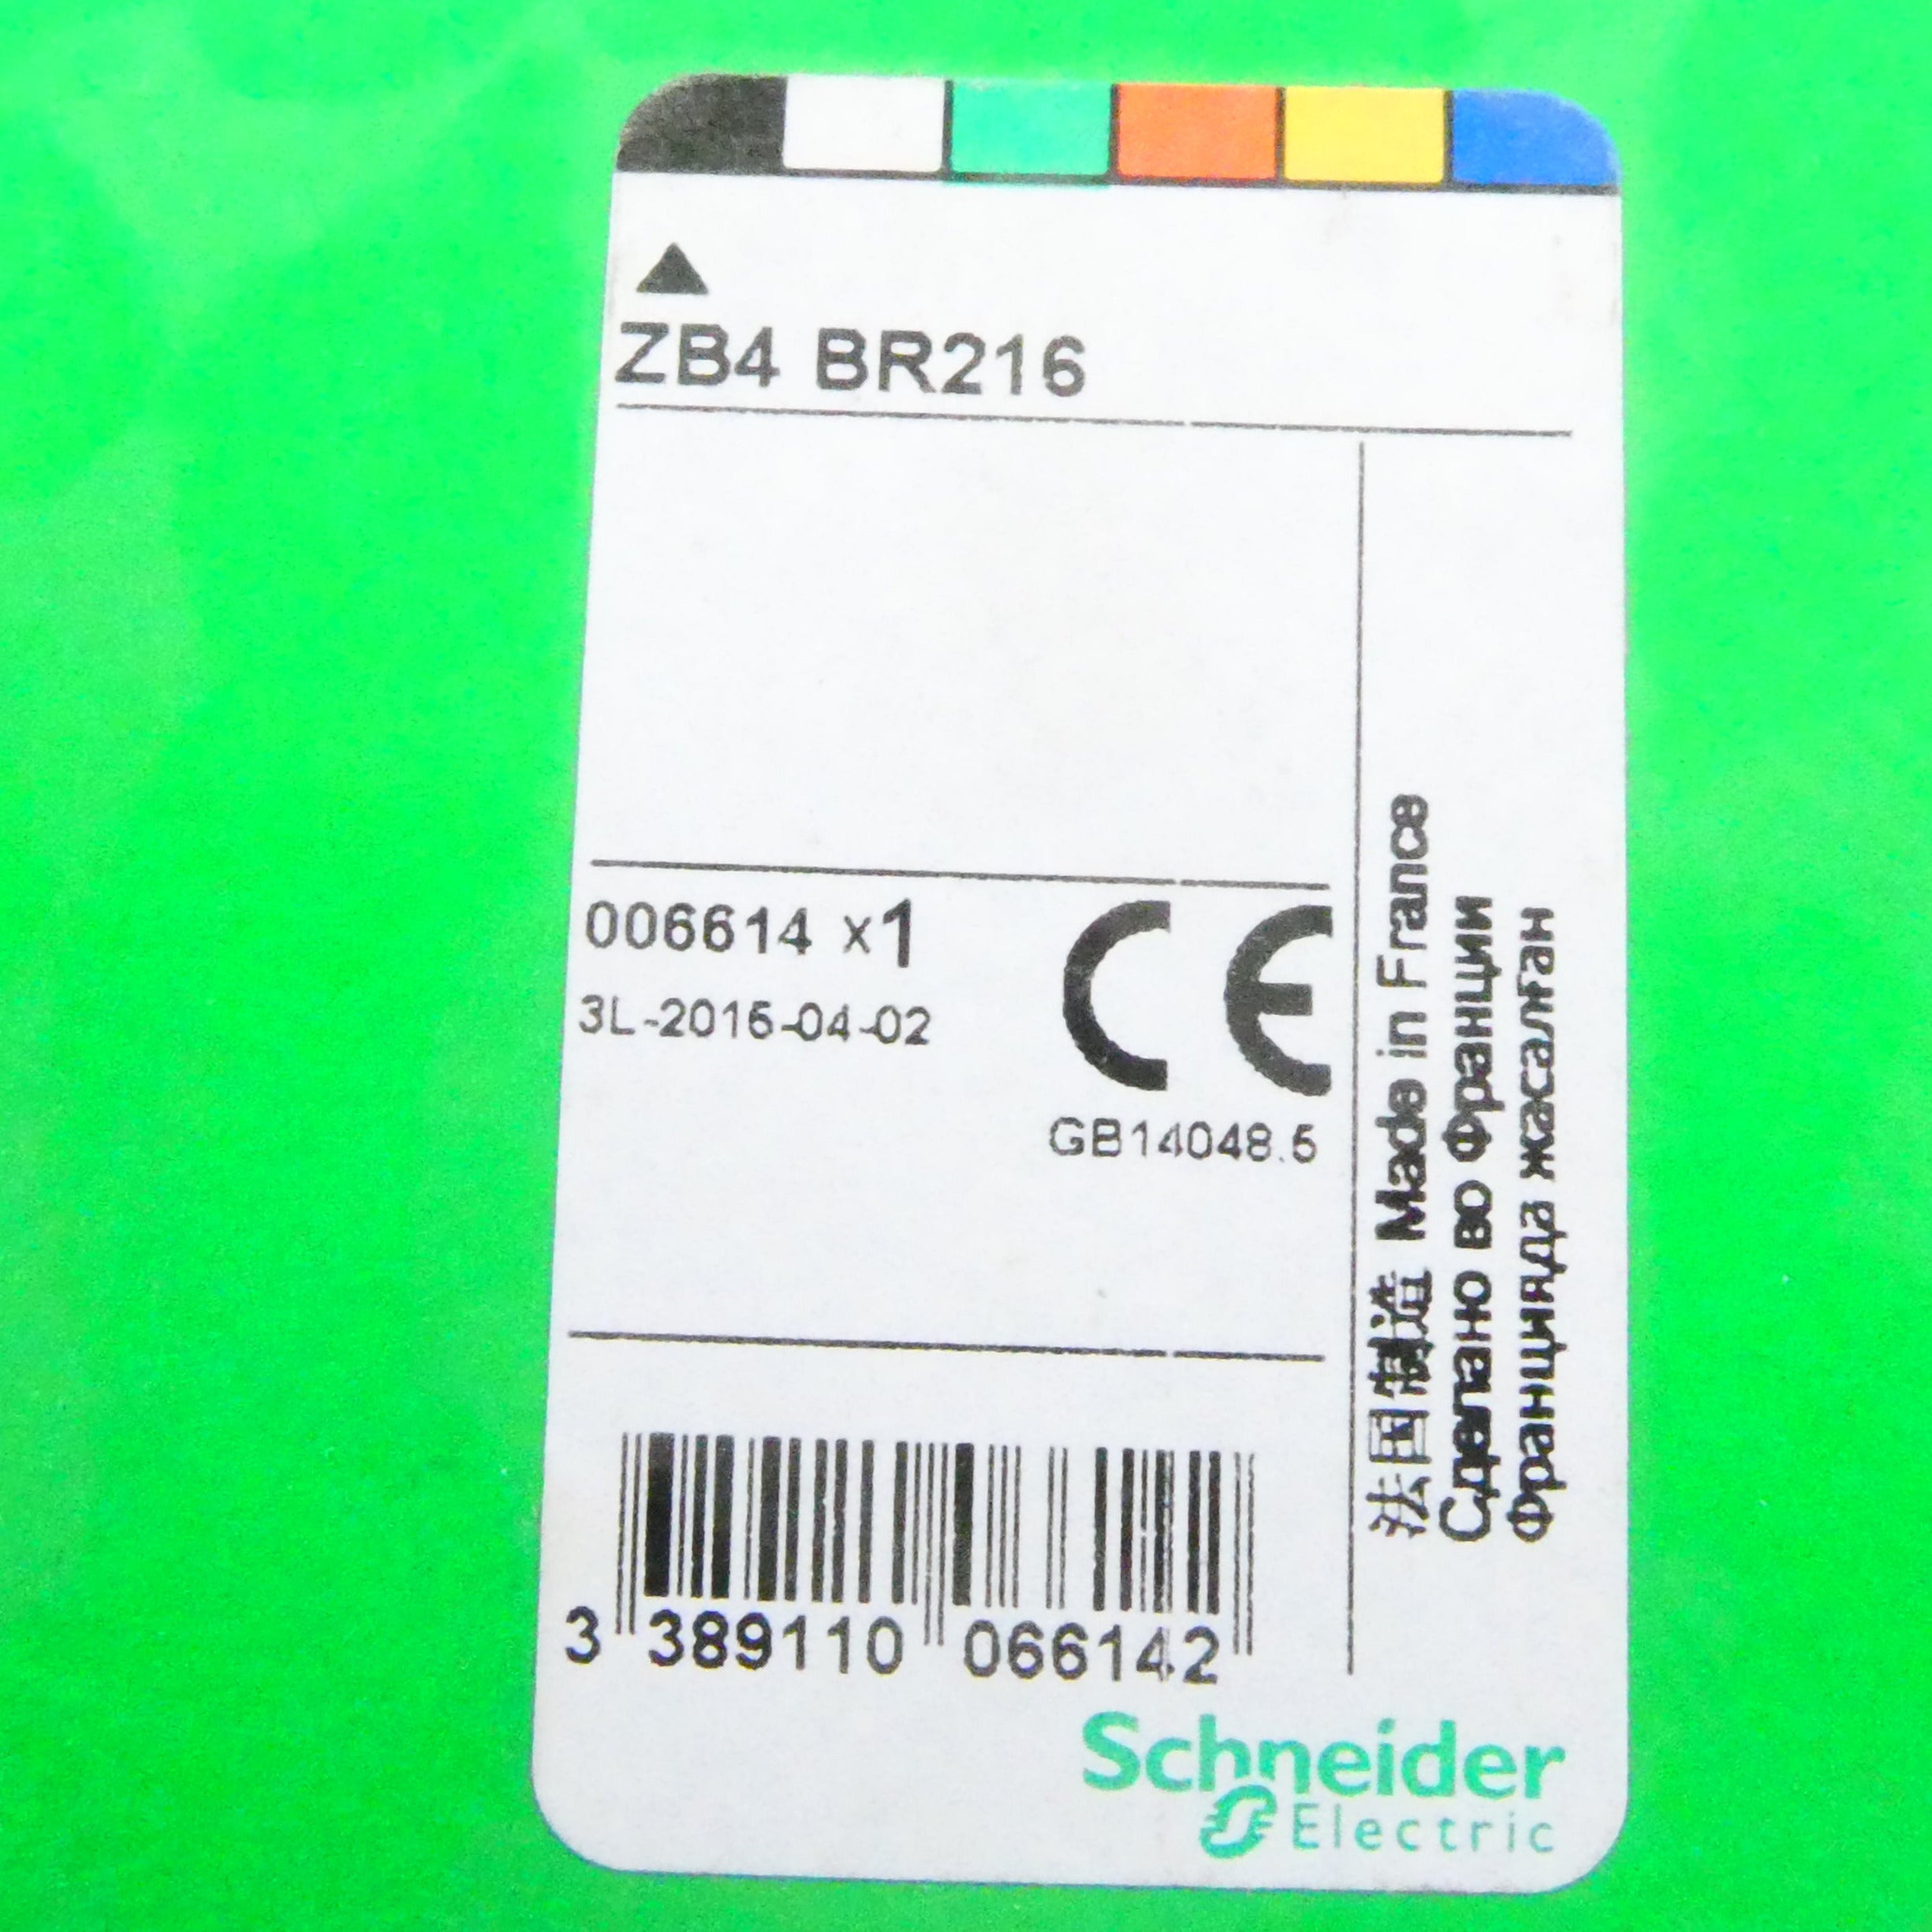 ZB4 BR216
006614 x1
3L-2015-04-02
CE
GB14048.5
法国制造 Made in France
Сделано во Франции
Францияда жасалған
3 389110 066142
Schneider
Electric